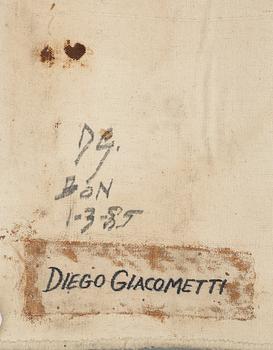 DG.
BON
1-3-85
DIEGO GIACOMETTI